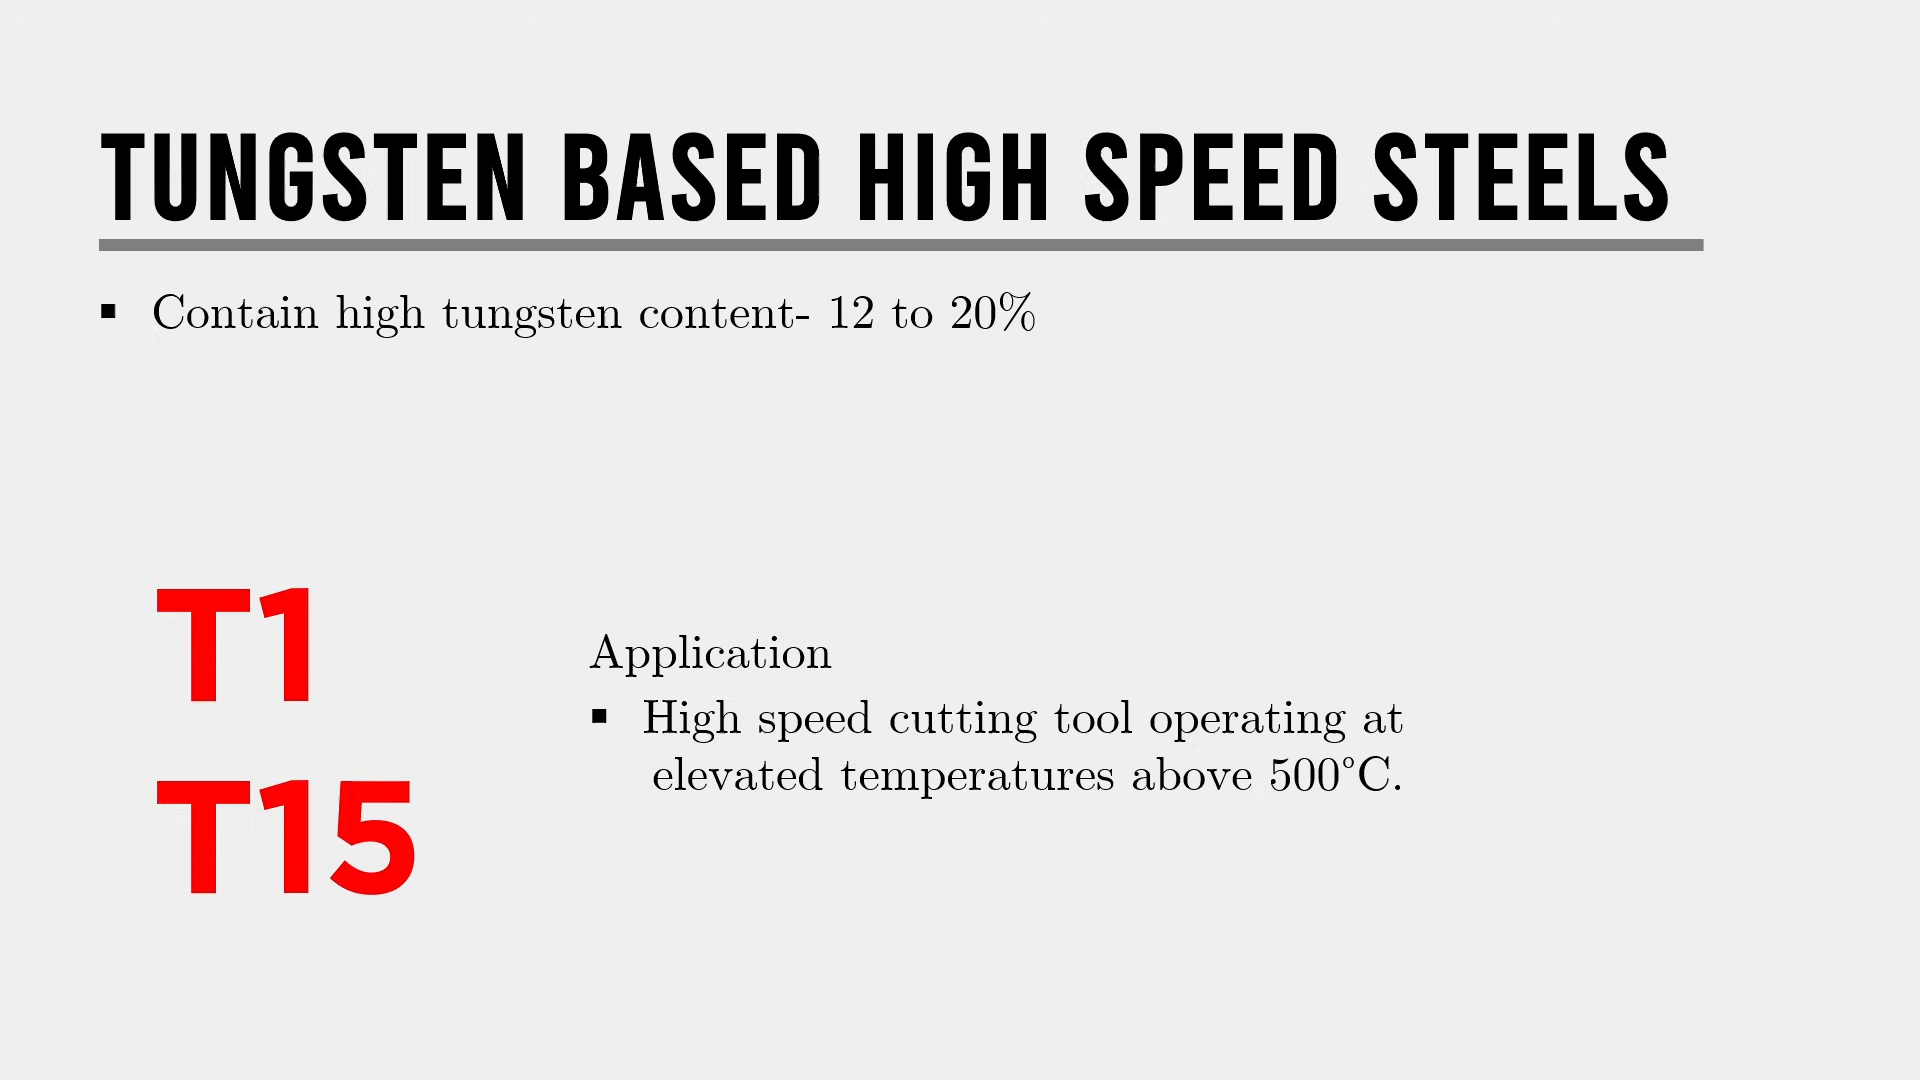 TUNGSTEN BASED HIGH SPEED STEELS
▪ Contain high tungsten content- 12 to 20%
T1
Application
▪ High speed cutting tool operating at
elevated temperatures above 500°C.
T15